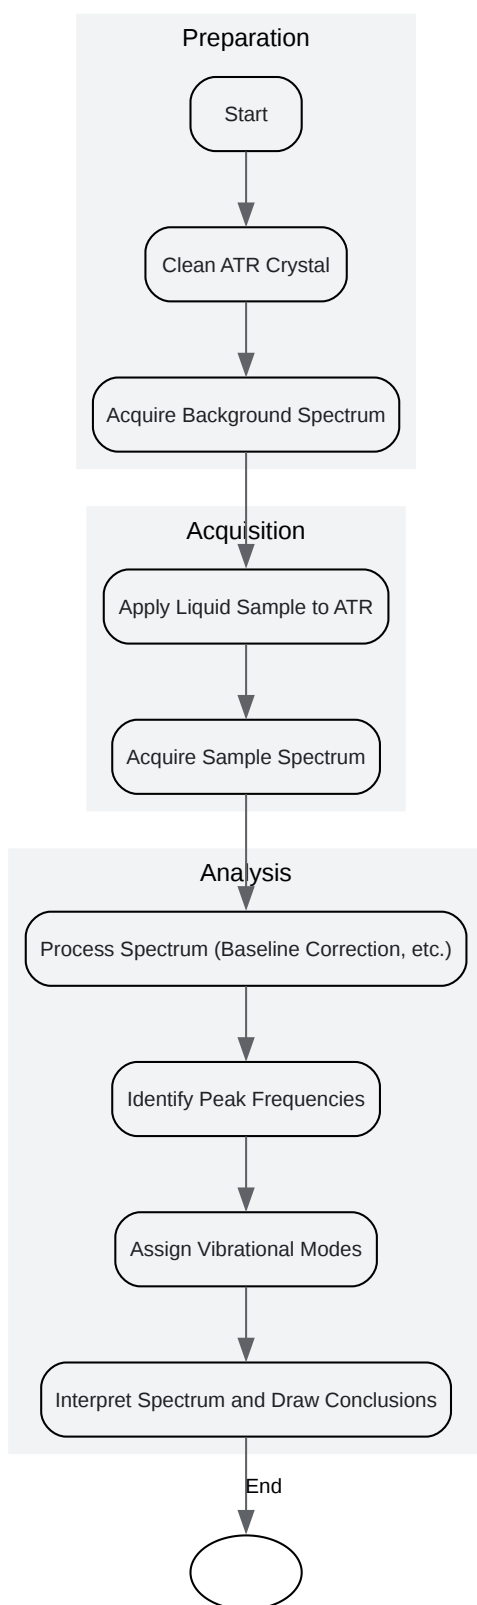 Preparation
Start
Clean ATR Crystal
Acquire Background Spectrum
Acquisition
Apply Liquid Sample to ATR
Acquire Sample Spectrum
Analysis
Process Spectrum (Baseline Correction, etc.)
Identify Peak Frequencies
Assign Vibrational Modes
Interpret Spectrum and Draw Conclusions
End